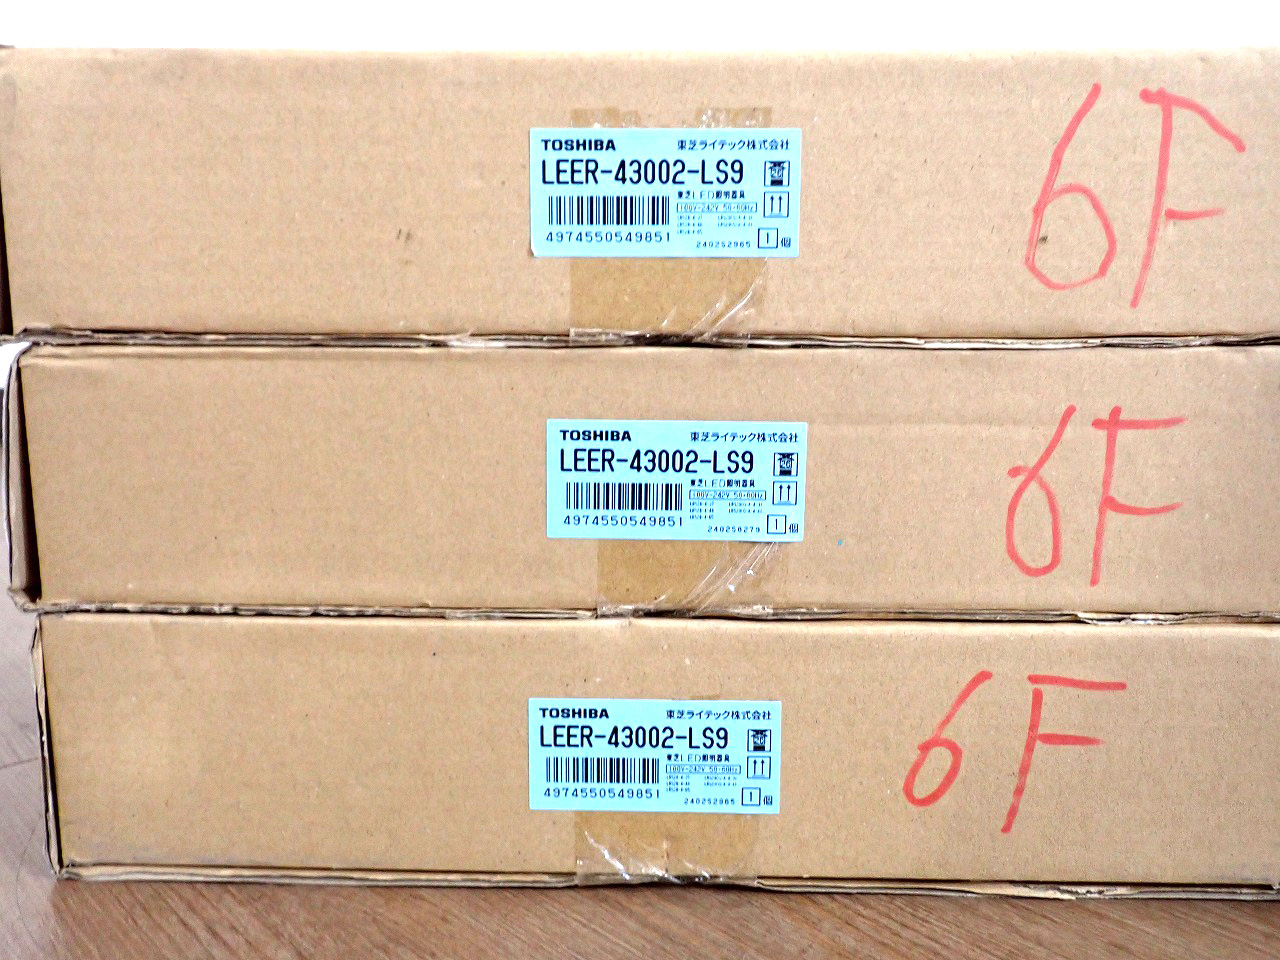 TOSHIBA 東芝ライテック株式会社
LEER-43002-LS9
東芝LED照明器具
100V-242V 50-60Hz
4974550549851
240252965 1個
6F
TOSHIBA 東芝ライテック株式会社
LEER-43002-LS9
東芝LED照明器具
100V-242V 50-60Hz
4974550549851
240250279 1個
6F
TOSHIBA 東芝ライテック株式会社
LEER-43002-LS9
東芝LED照明器具
100V-242V 50-60Hz
4974550549851
240252965 1個
6F